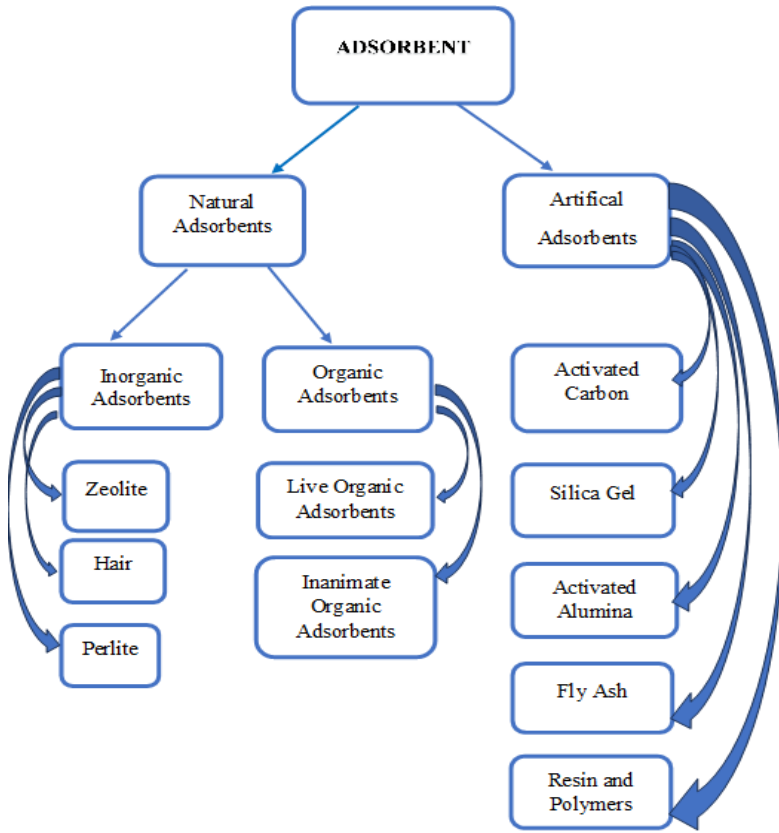 ADSORBENT
Natural
Adsorbents
Artifical
Adsorbents
Inorganic
Adsorbents
Organic
Adsorbents
Activated
Carbon
Zeolite
Live Organic
Adsorbents
Silica Gel
Hair
Inanimate
Organic
Adsorbents
Activated
Alumina
Perlite
Fly Ash
Resin and
Polymers